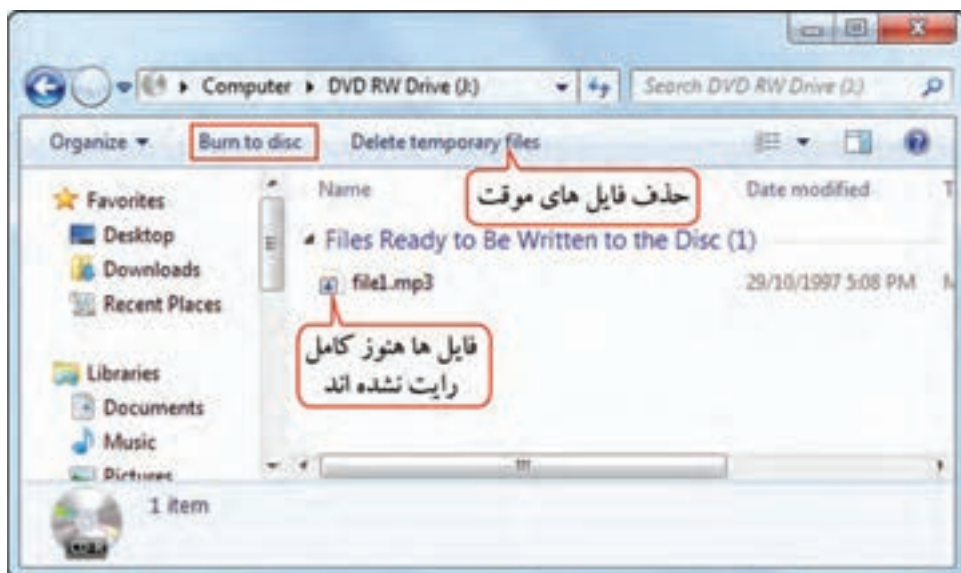 Computer ▸ DVD RW Drive (J:)
Search DVD RW Drive (J:)
Organize ▾ Burn to disc Delete temporary files
Favorites
Desktop
Downloads
Recent Places
Libraries
Documents
Music
Pictures
Name Date modified T
حذف فایل های موقت
Files Ready to Be Written to the Disc (1)
file1.mp3 29/10/1997 5:08 PM
فایل ها هنوز کامل
رایت نشده اند
1 item
CD-R